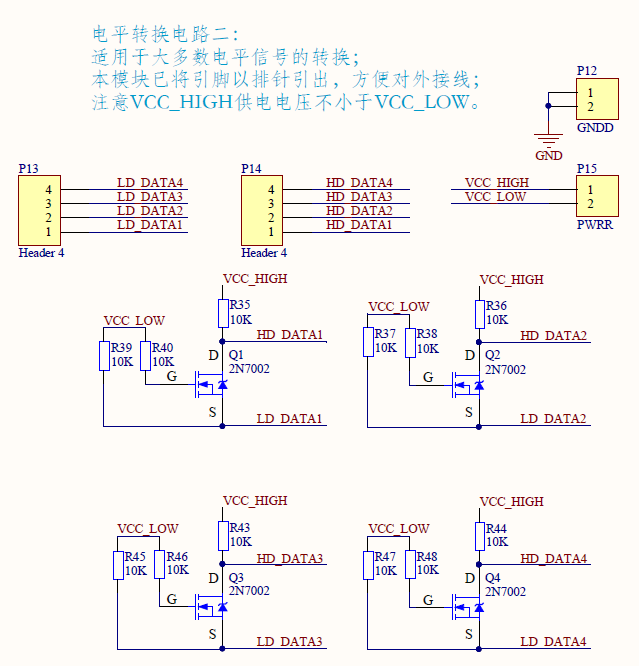 电平转换电路二:
适用于大多数电平信号的转换;
本模块已将引脚以排针引出，方便对外接线;
注意VCC_HIGH供电电压不小于VCC_LOW。
P12
1
2
GNDD
GND
P13
4 LD_DATA4
3 LD_DATA3
2 LD_DATA2
1 LD_DATA1
Header 4
P14
4 HD_DATA4
3 HD_DATA3
2 HD_DATA2
1 HD_DATA1
Header 4
P15
VCC_HIGH 1
VCC_LOW 2
PWRR
VCC_HIGH
R35
10K
VCC_LOW
HD_DATA1
R39
10K
R40
10K
D
Q1
2N7002
G
S
LD_DATA1
VCC_HIGH
R36
10K
VCC_LOW
HD_DATA2
R37
10K
R38
10K
D
Q2
2N7002
G
S
LD_DATA2
VCC_HIGH
R43
10K
VCC_LOW
HD_DATA3
R45
10K
R46
10K
D
Q3
2N7002
G
S
LD_DATA3
VCC_HIGH
R44
10K
VCC_LOW
HD_DATA4
R47
10K
R48
10K
D
Q4
2N7002
G
S
LD_DATA4